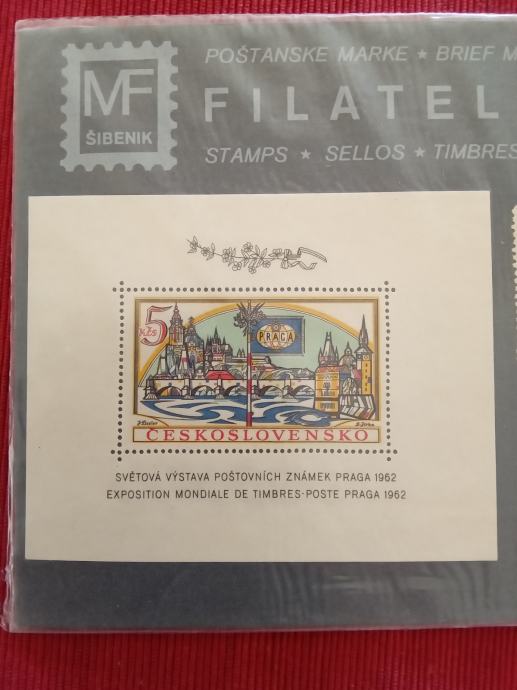 MF
ŠIBENIK
POŠTANSKE MARKE ★ BRIEF M
FILATEL
STAMPS ★ SELLOS ★ TIMBRES
5
Kčs
PRAGA
ČESKOSLOVENSKO
SVĚTOVÁ VÝSTAVA POŠTOVNÍCH ZNÁMEK PRAGA 1962
EXPOSITION MONDIALE DE TIMBRES-POSTE PRAGA 1962